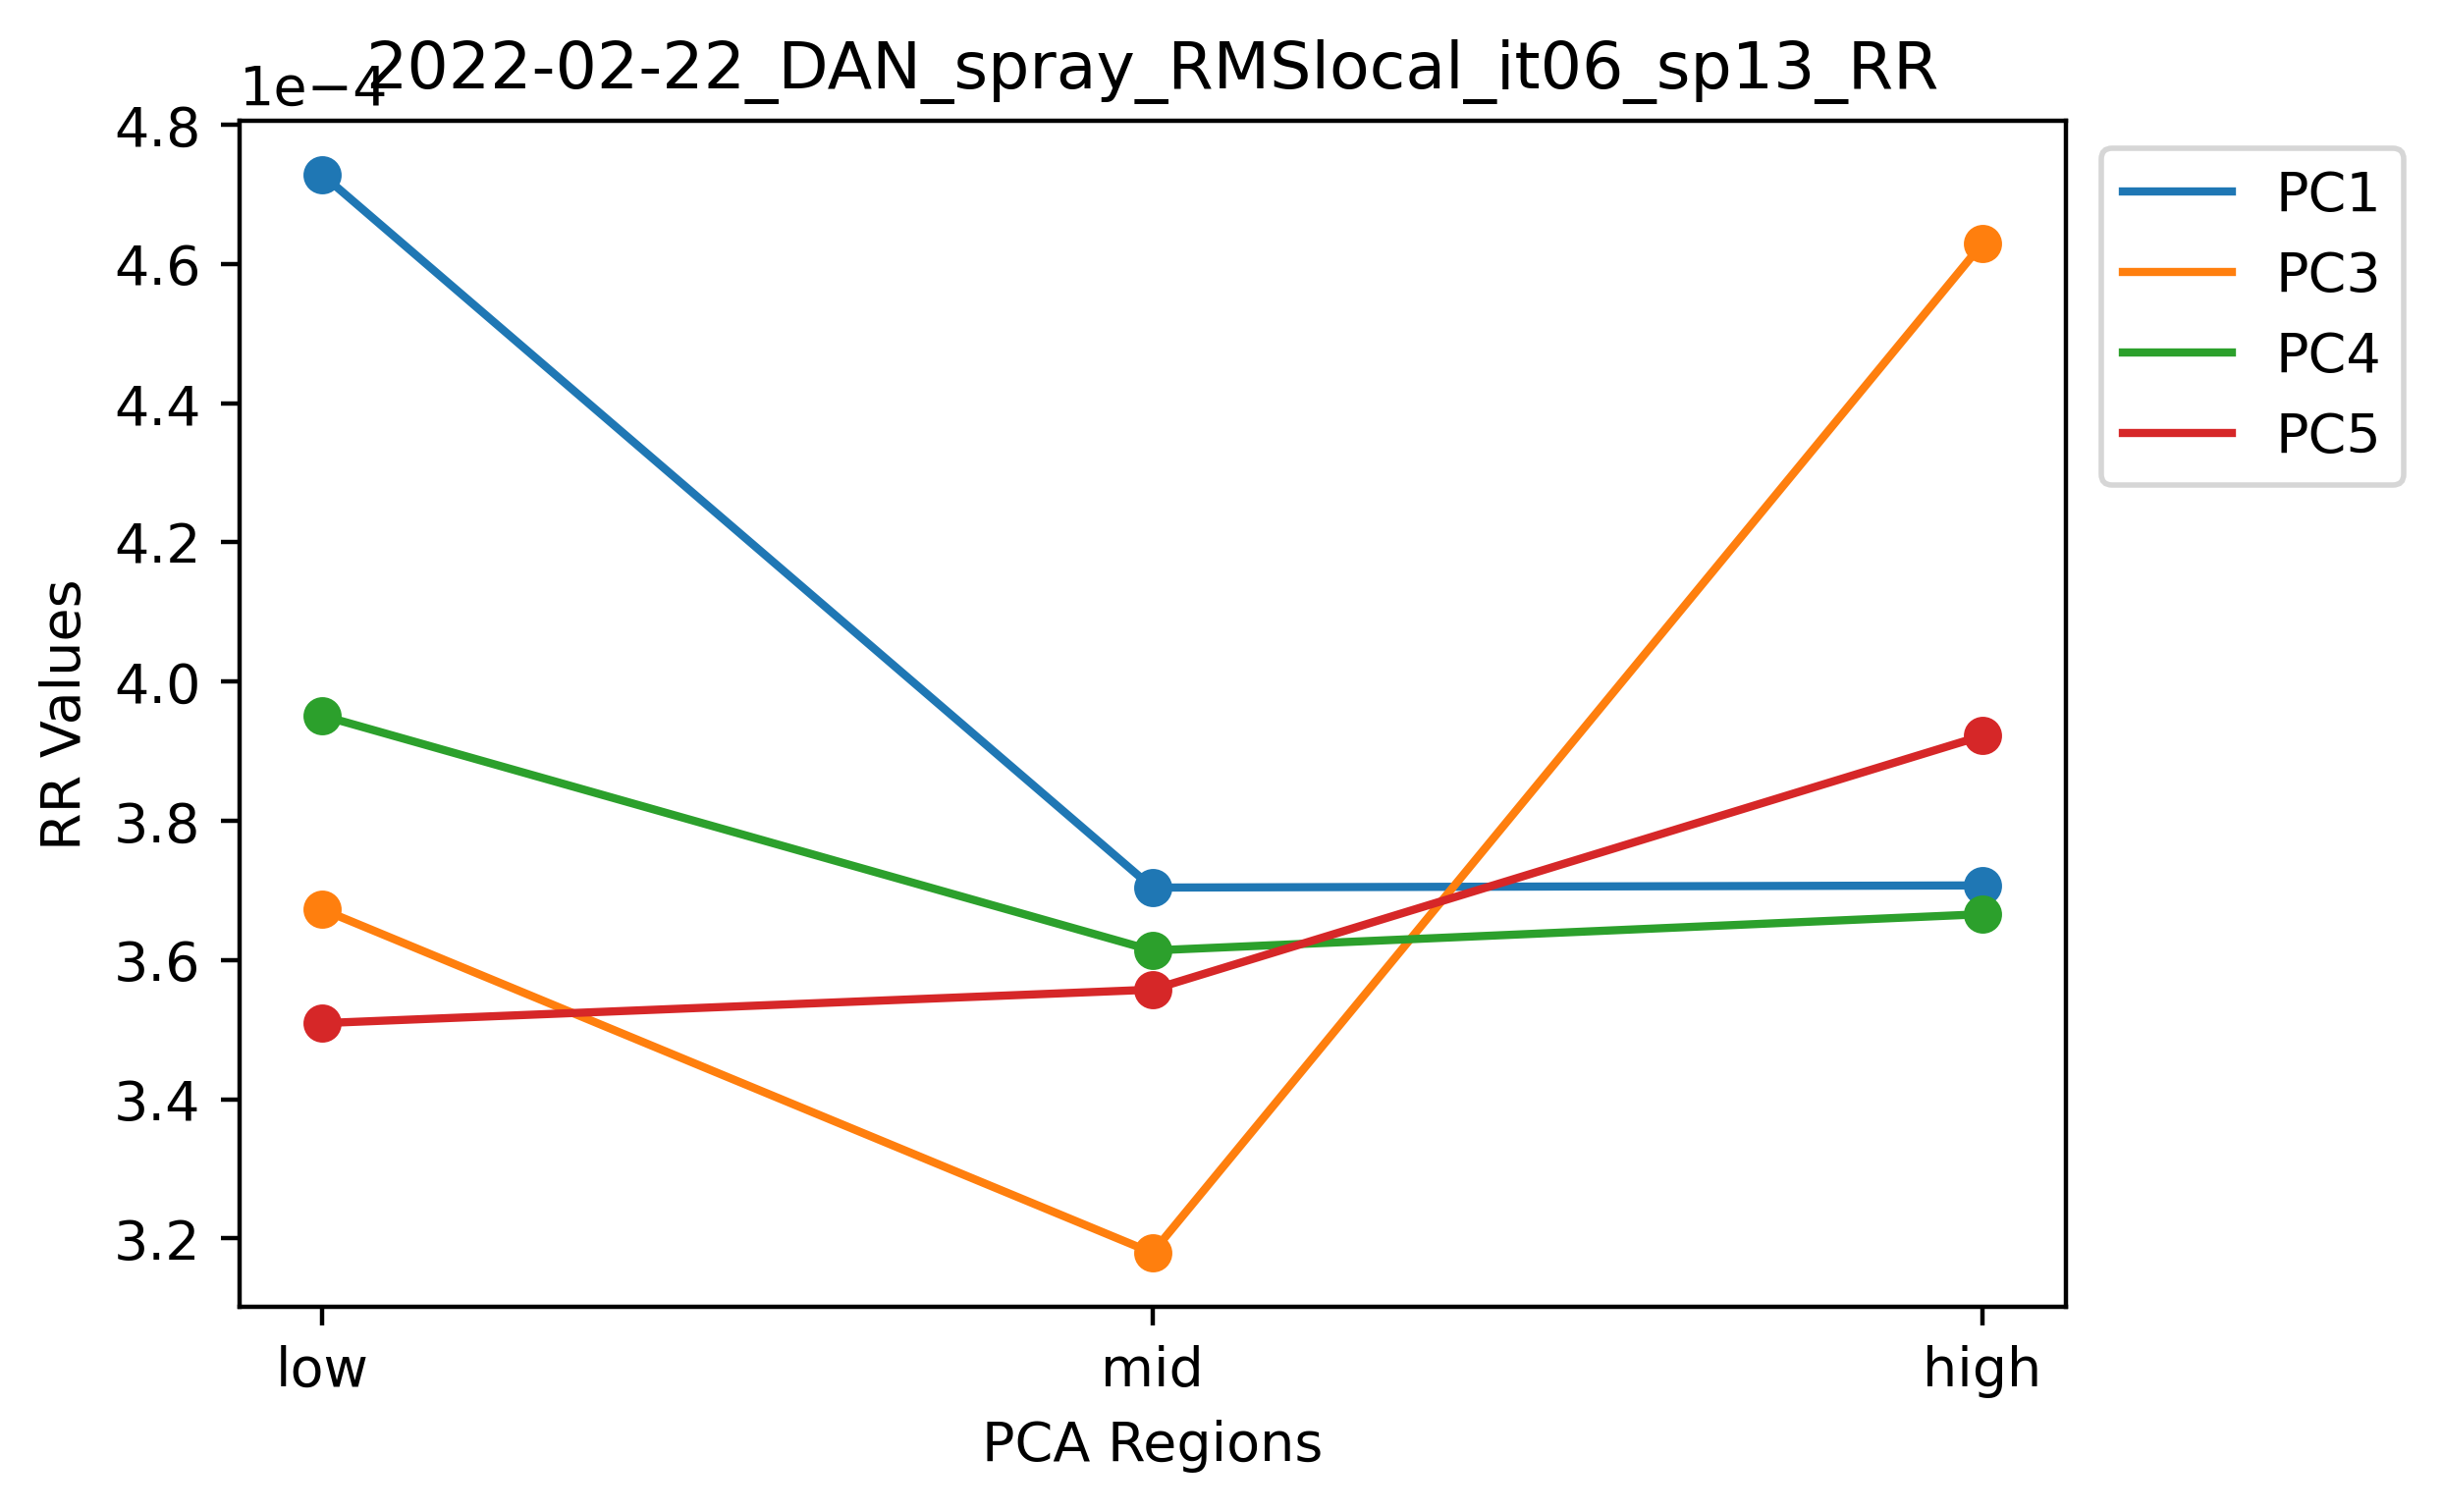 2022-02-22_DAN_spray_RMSlocal_it06_sp13_RR
1e−4
4.8
4.6
4.4
4.2
4.0
3.8
3.6
3.4
3.2
RR Values
low
mid
high
PCA Regions
PC1
PC3
PC4
PC5